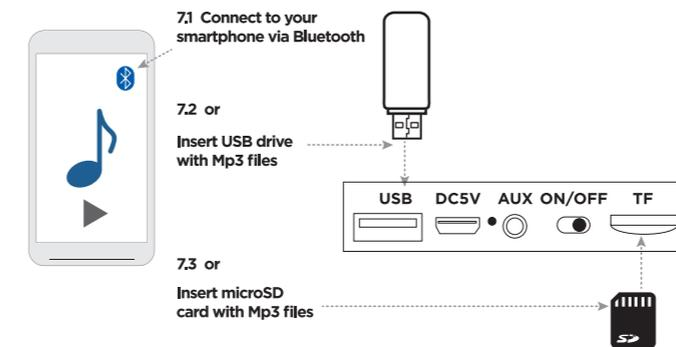 7.1 Connect to your
smartphone via Bluetooth
7.2 or
Insert USB drive
with Mp3 files
USB DC5V AUX ON/OFF TF
7.3 or
Insert microSD
card with Mp3 files